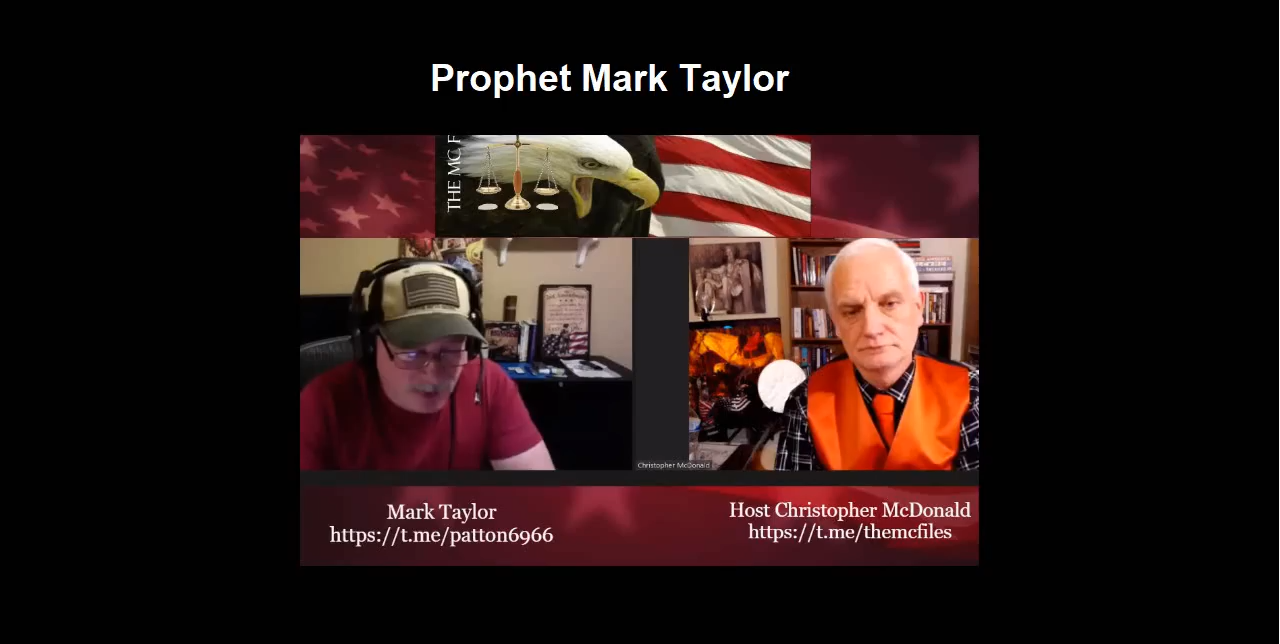 Prophet Mark Taylor
THE MC F
Christopher McDonald
Mark Taylor
https://t.me/patton6966
Host Christopher McDonald
https://t.me/themcfiles